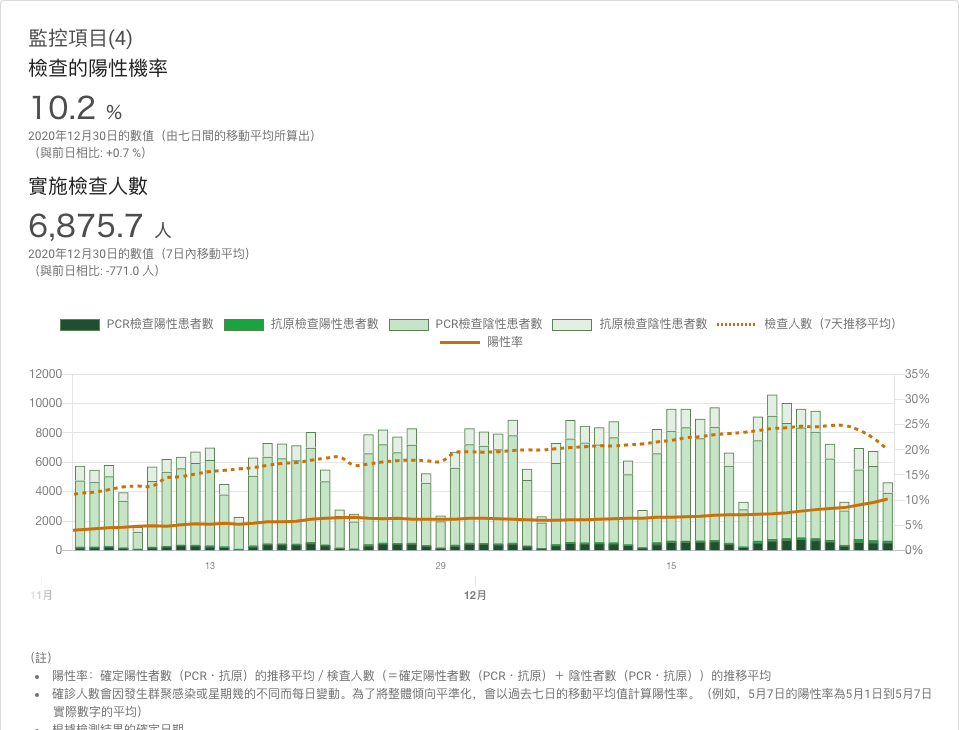 監控項目(4)
檢查的陽性機率
10.2 %
2020年12月30日的數值（由七日間的移動平均所算出）
（與前日相比: +0.7 %）
實施檢查人數
6,875.7 人
2020年12月30日的數值（7日內移動平均）
（與前日相比: -771.0 人）
PCR檢查陽性患者數 抗原檢查陽性患者數 PCR檢查陰性患者數 抗原檢查陰性患者數 檢查人數（7天推移平均）
陽性率
12000 35%
10000 30%
8000 25%
6000 20%
4000 15%
2000 10%
0 5%
0%
13 29 15
11月 12月
（註）
陽性率：確定陽性者數（PCR・抗原）的推移平均 / 検査人數（＝確定陽性者數（PCR・抗原）＋ 陰性者數（PCR・抗原））的推移平均
確診人數會因發生群聚感染或星期幾的不同而每日變動。為了將整體傾向平準化，會以過去七日的移動平均值計算陽性率。（例如，5月7日的陽性率為5月1日到5月7日
實際數字的平均）
根據檢測結果的確定日期